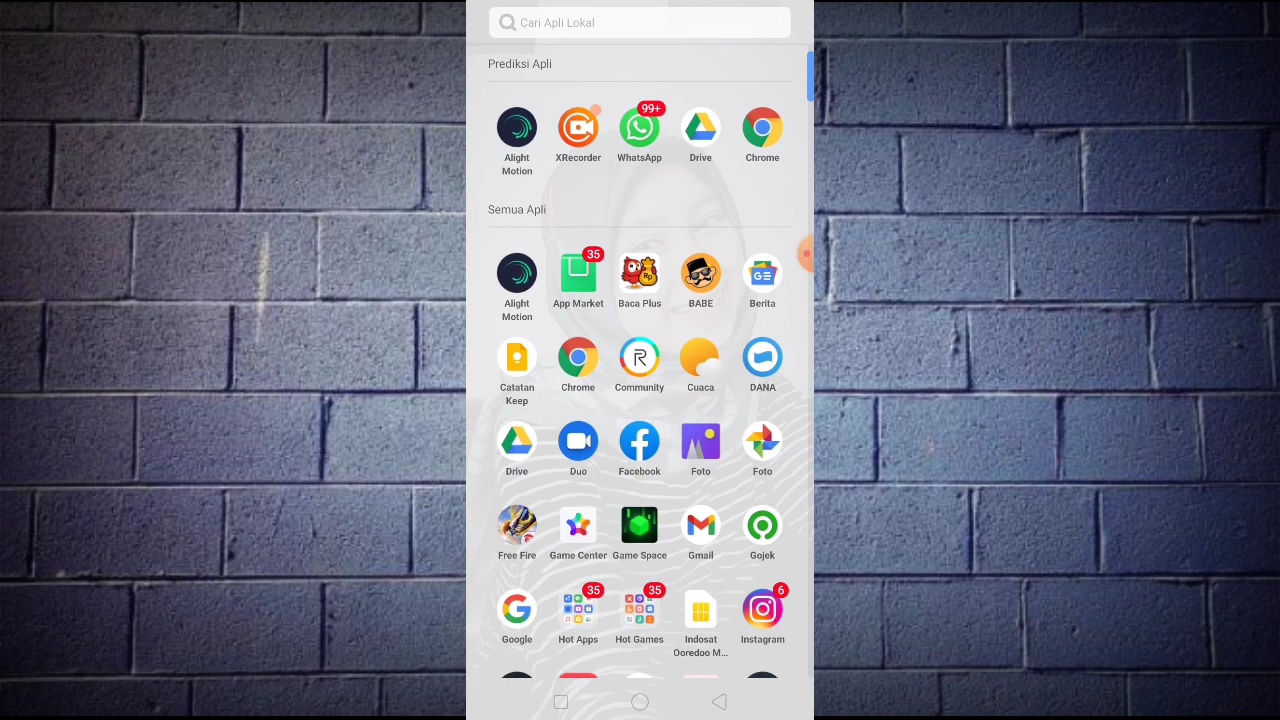 Cari Apli Lokal
Prediksi Apli
99+
Alight Motion
XRecorder
WhatsApp
Drive
Chrome
Semua Apli
35
Alight Motion
App Market
Baca Plus
Rp
BABE
GE
Berita
Catatan Keep
Chrome
R
Community
Cuaca
DANA
Drive
Duo
Facebook
Foto
Foto
Free Fire
Game Center
Game Space
Gmail
Gojek
35
35
6
Google
Hot Apps
Hot Games
Indosat Ooredoo M...
Instagram